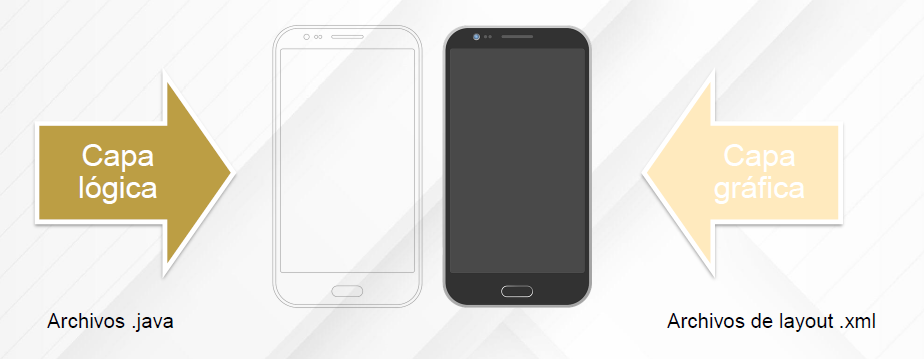 Capa
lógica
Capa
gráfica
Archivos .java
Archivos de layout .xml